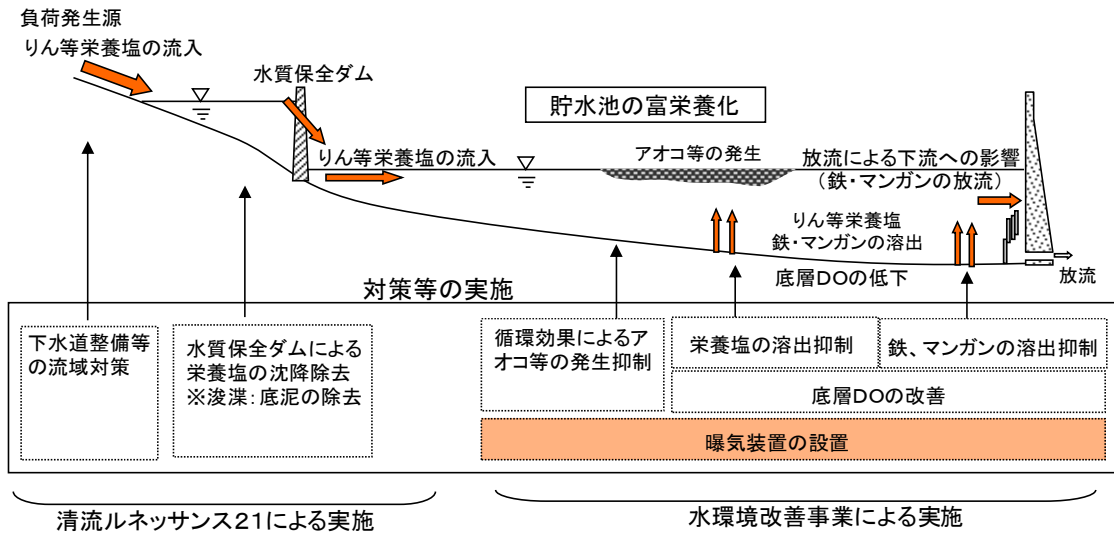 負荷発生源
りん等栄養塩の流入
水質保全ダム
貯水池の富栄養化
りん等栄養塩の流入
アオコ等の発生
放流による下流への影響
（鉄・マンガンの放流）
りん等栄養塩
鉄・マンガンの溶出
底層DOの低下
放流
対策等の実施
下水道整備等
の流域対策
水質保全ダムによる
栄養塩の沈降除去
※浚渫：底泥の除去
循環効果によるア
オコ等の発生抑制
栄養塩の溶出抑制
鉄、マンガンの溶出抑制
底層DOの改善
曝気装置の設置
清流ルネッサンス２１による実施
水環境改善事業による実施